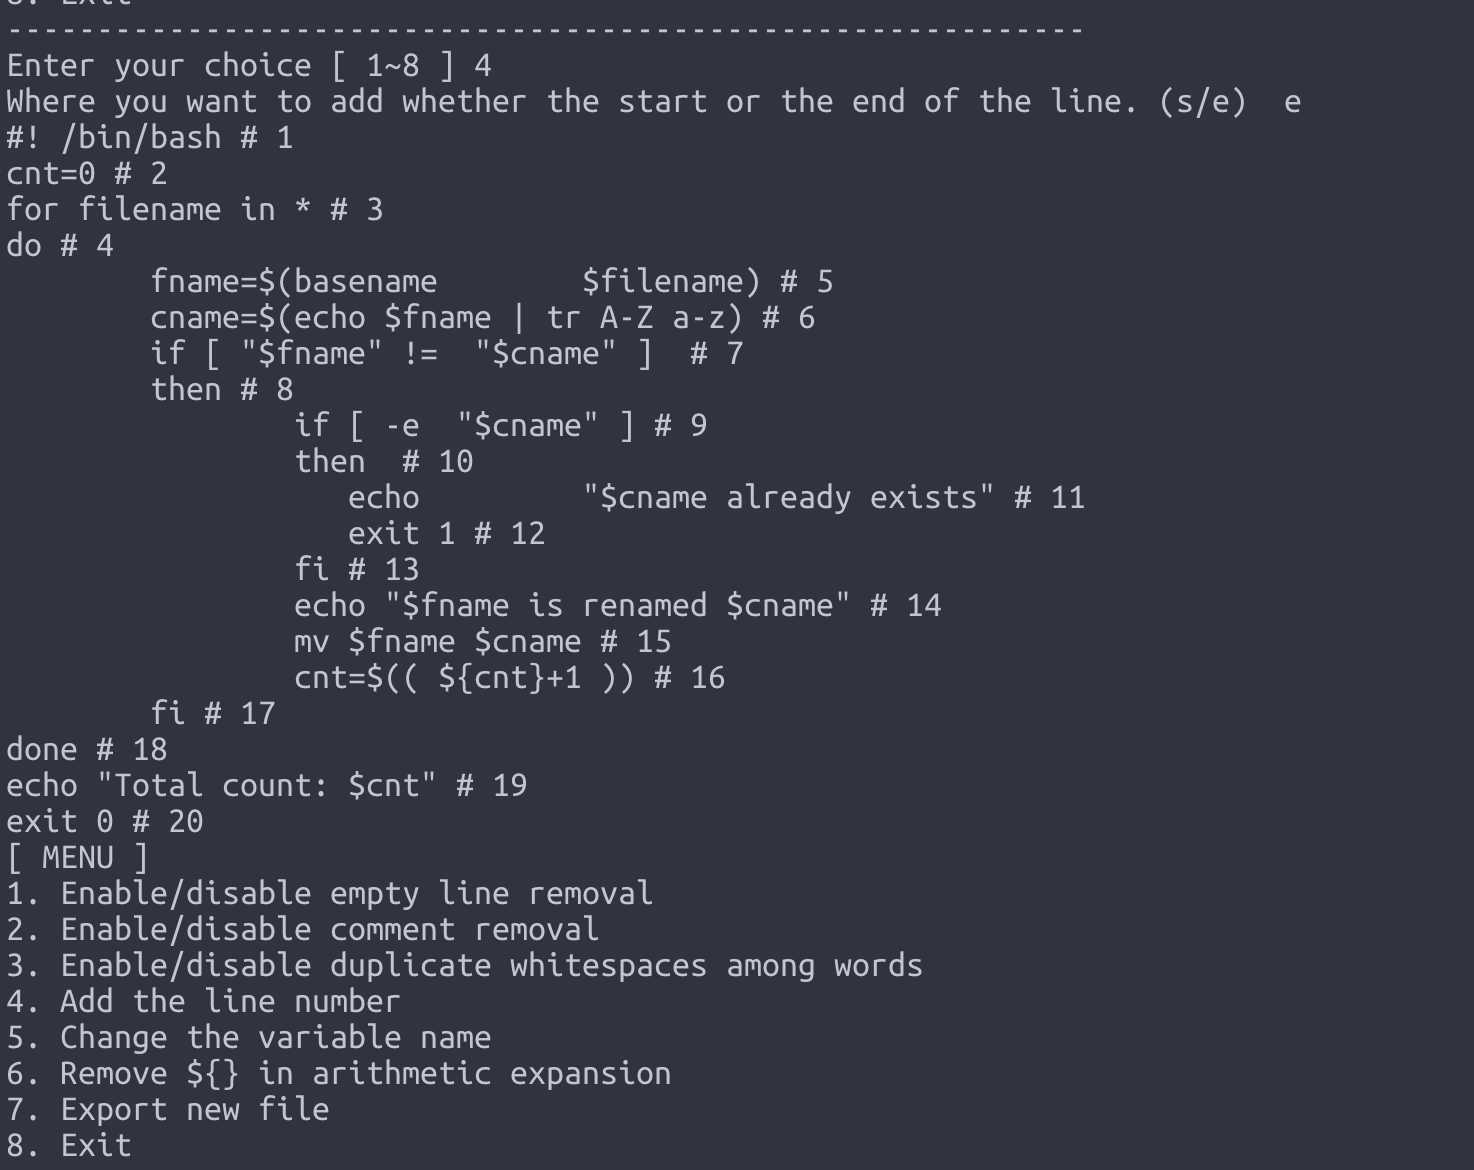 8. Exit
------------------------------------------------------------
Enter your choice [ 1~8 ] 4
Where you want to add whether the start or the end of the line. (s/e)  e
#! /bin/bash # 1
cnt=0 # 2
for filename in * # 3
do # 4
        fname=$(basename        $filename) # 5
        cname=$(echo $fname | tr A-Z a-z) # 6
        if [ "$fname" !=  "$cname" ]  # 7
        then # 8
                if [ -e  "$cname" ] # 9
                then  # 10
                   echo         "$cname already exists" # 11
                   exit 1 # 12
                fi # 13
                echo "$fname is renamed $cname" # 14
                mv $fname $cname # 15
                cnt=$(( ${cnt}+1 )) # 16
        fi # 17
done # 18
echo "Total count: $cnt" # 19
exit 0 # 20
[ MENU ]
1. Enable/disable empty line removal
2. Enable/disable comment removal
3. Enable/disable duplicate whitespaces among words
4. Add the line number
5. Change the variable name
6. Remove ${} in arithmetic expansion
7. Export new file
8. Exit